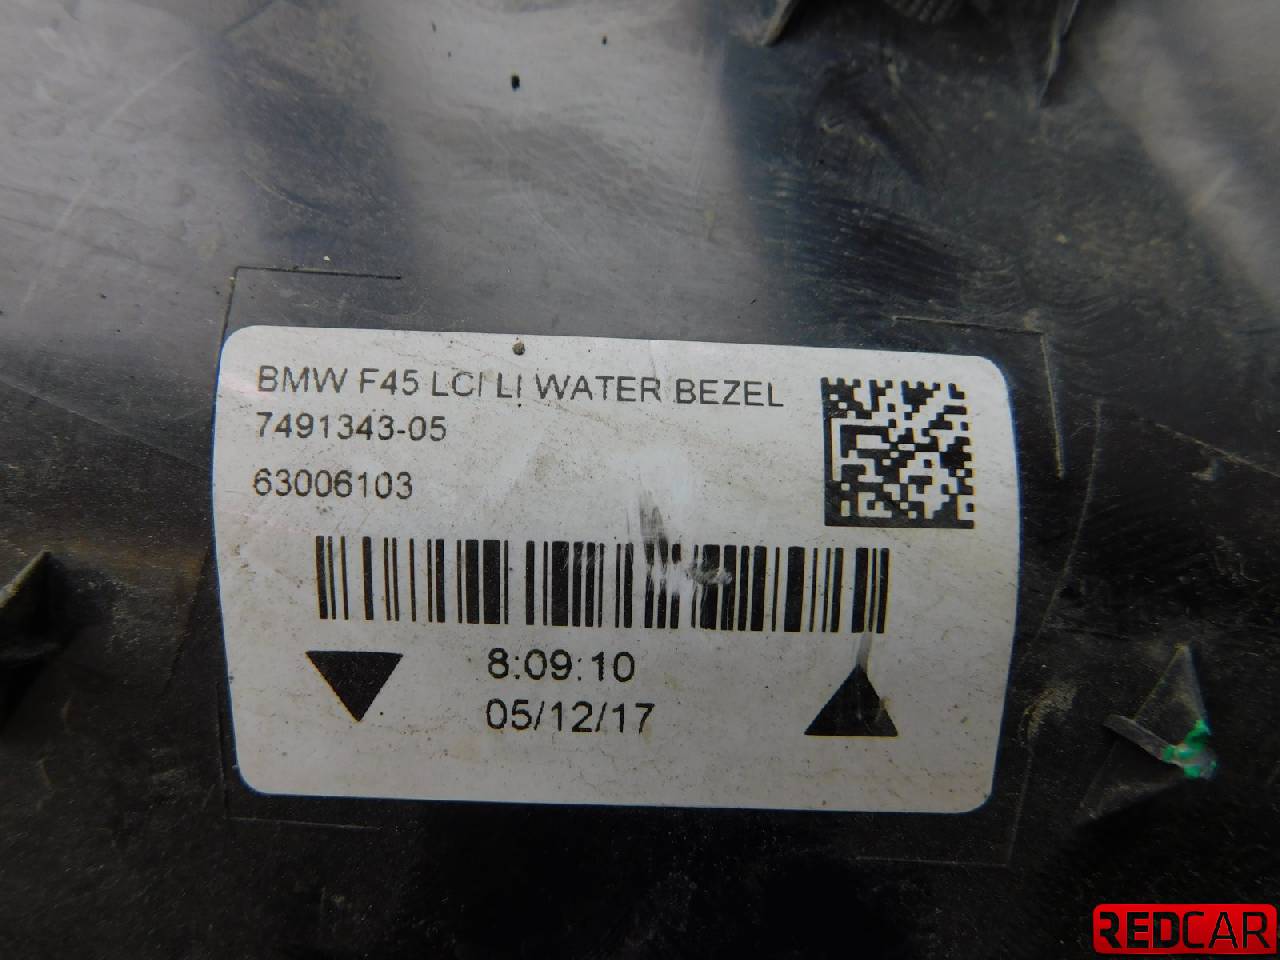 BMW F45 LCI LI WATER BEZEL
7491343-05
63006103
8:09:10
05/12/17
REDCAR